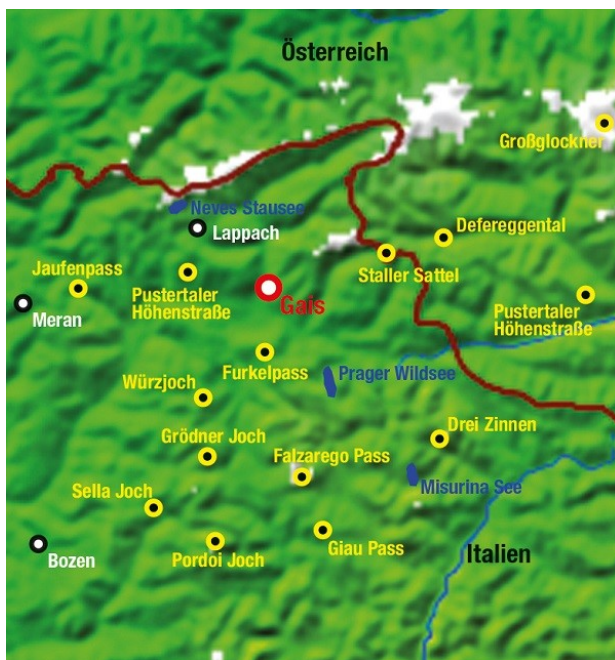 Österreich
Großglockner
Neves Stausee
Lappach
Defereggental
Staller Sattel
Jaufenpass
Pustertaler
Höhenstraße
Gais
Meran
Pustertaler
Höhenstraße
Furkelpass
Prager Wildsee
Würzjoch
Drei Zinnen
Grödner Joch
Falzarego Pass
Misurina See
Sella Joch
Giau Pass
Pordoi Joch
Bozen
Italien